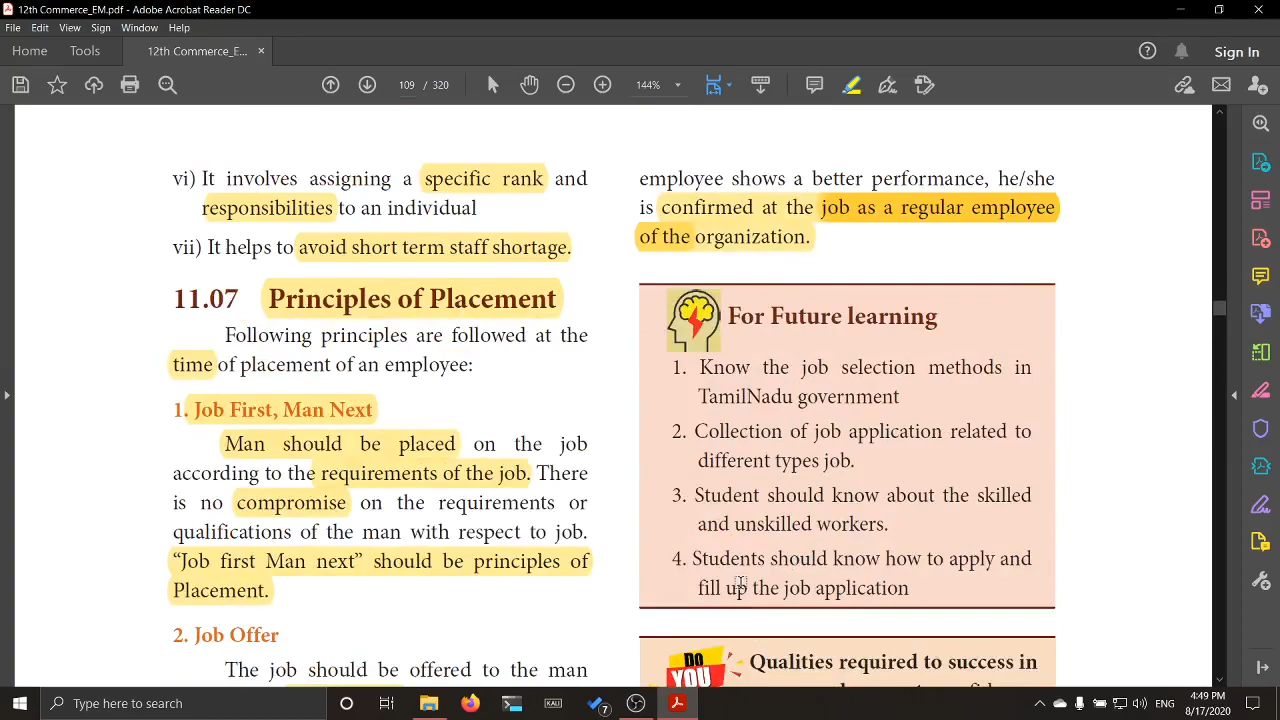 12th Commerce_EM.pdf - Adobe Acrobat Reader DC
File Edit View Sign Window Help
Home Tools 12th Commerce_E... × Sign In
109 / 320 144%
vi) It involves assigning a specific rank and
responsibilities to an individual
vii) It helps to avoid short term staff shortage.
11.07 Principles of Placement
Following principles are followed at the
time of placement of an employee:
1. Job First, Man Next
Man should be placed on the job
according to the requirements of the job. There
is no compromise on the requirements or
qualifications of the man with respect to job.
“Job first Man next” should be principles of
Placement.
2. Job Offer
The job should be offered to the man
employee shows a better performance, he/she
is confirmed at the job as a regular employee
of the organization.
For Future learning
1. Know the job selection methods in
TamilNadu government
2. Collection of job application related to
different types job.
3. Student should know about the skilled
and unskilled workers.
4. Students should know how to apply and
fill up the job application
DO
YOU
Qualities required to success in
Type here to search
KALI
7
ENG
4:49 PM
8/17/2020